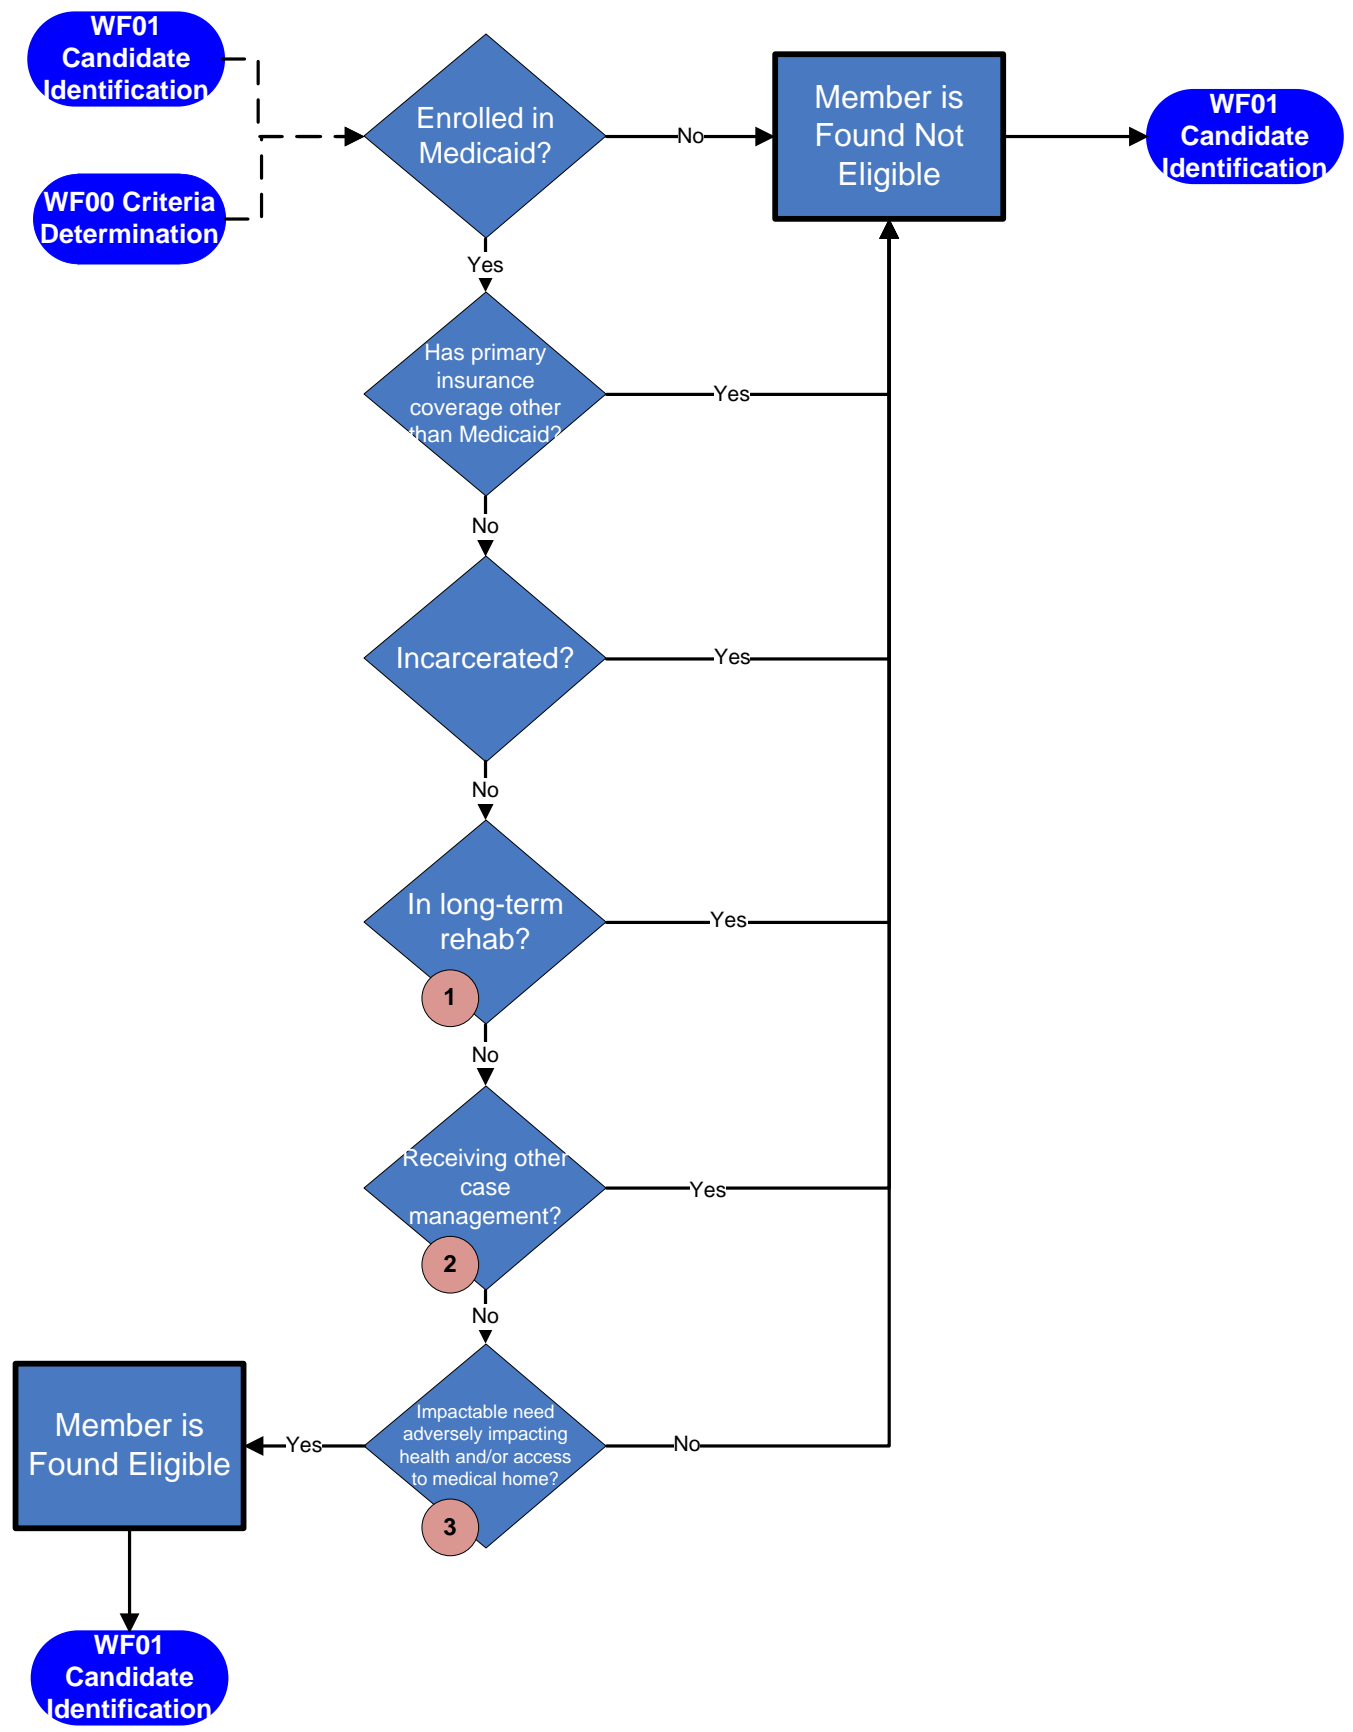 WF01
Candidate
Identification
WF00 Criteria
Determination
Enrolled in
Medicaid?
No
Member is
Found Not
Eligible
WF01
Candidate
Identification
Yes
Has primary
insurance
coverage other
than Medicaid?
Yes
No
Incarcerated?
Yes
No
In long-term
rehab?
1
Yes
No
Receiving other
case
management?
2
Yes
No
Impactable need
adversely impacting
health and/or access
to medical home?
3
No
Yes
Member is
Found Eligible
WF01
Candidate
Identification